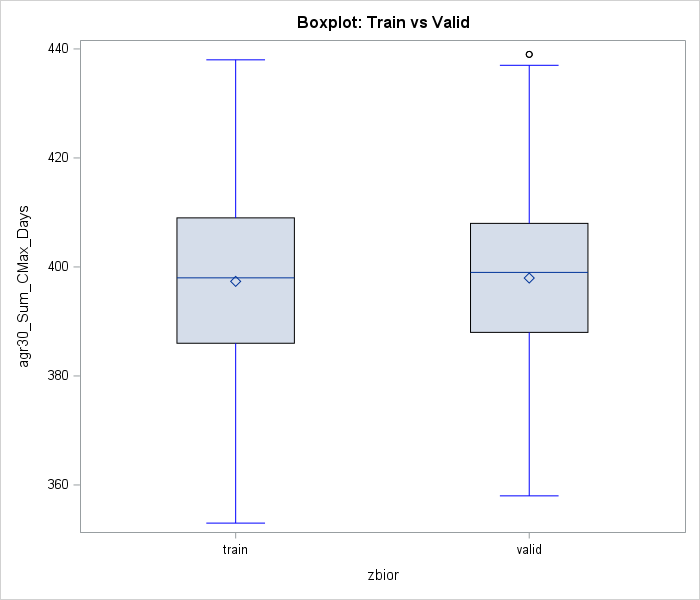 Boxplot: Train vs Valid
440
420
400
380
360
agr30_Sum_CMax_Days
train
valid
zbior